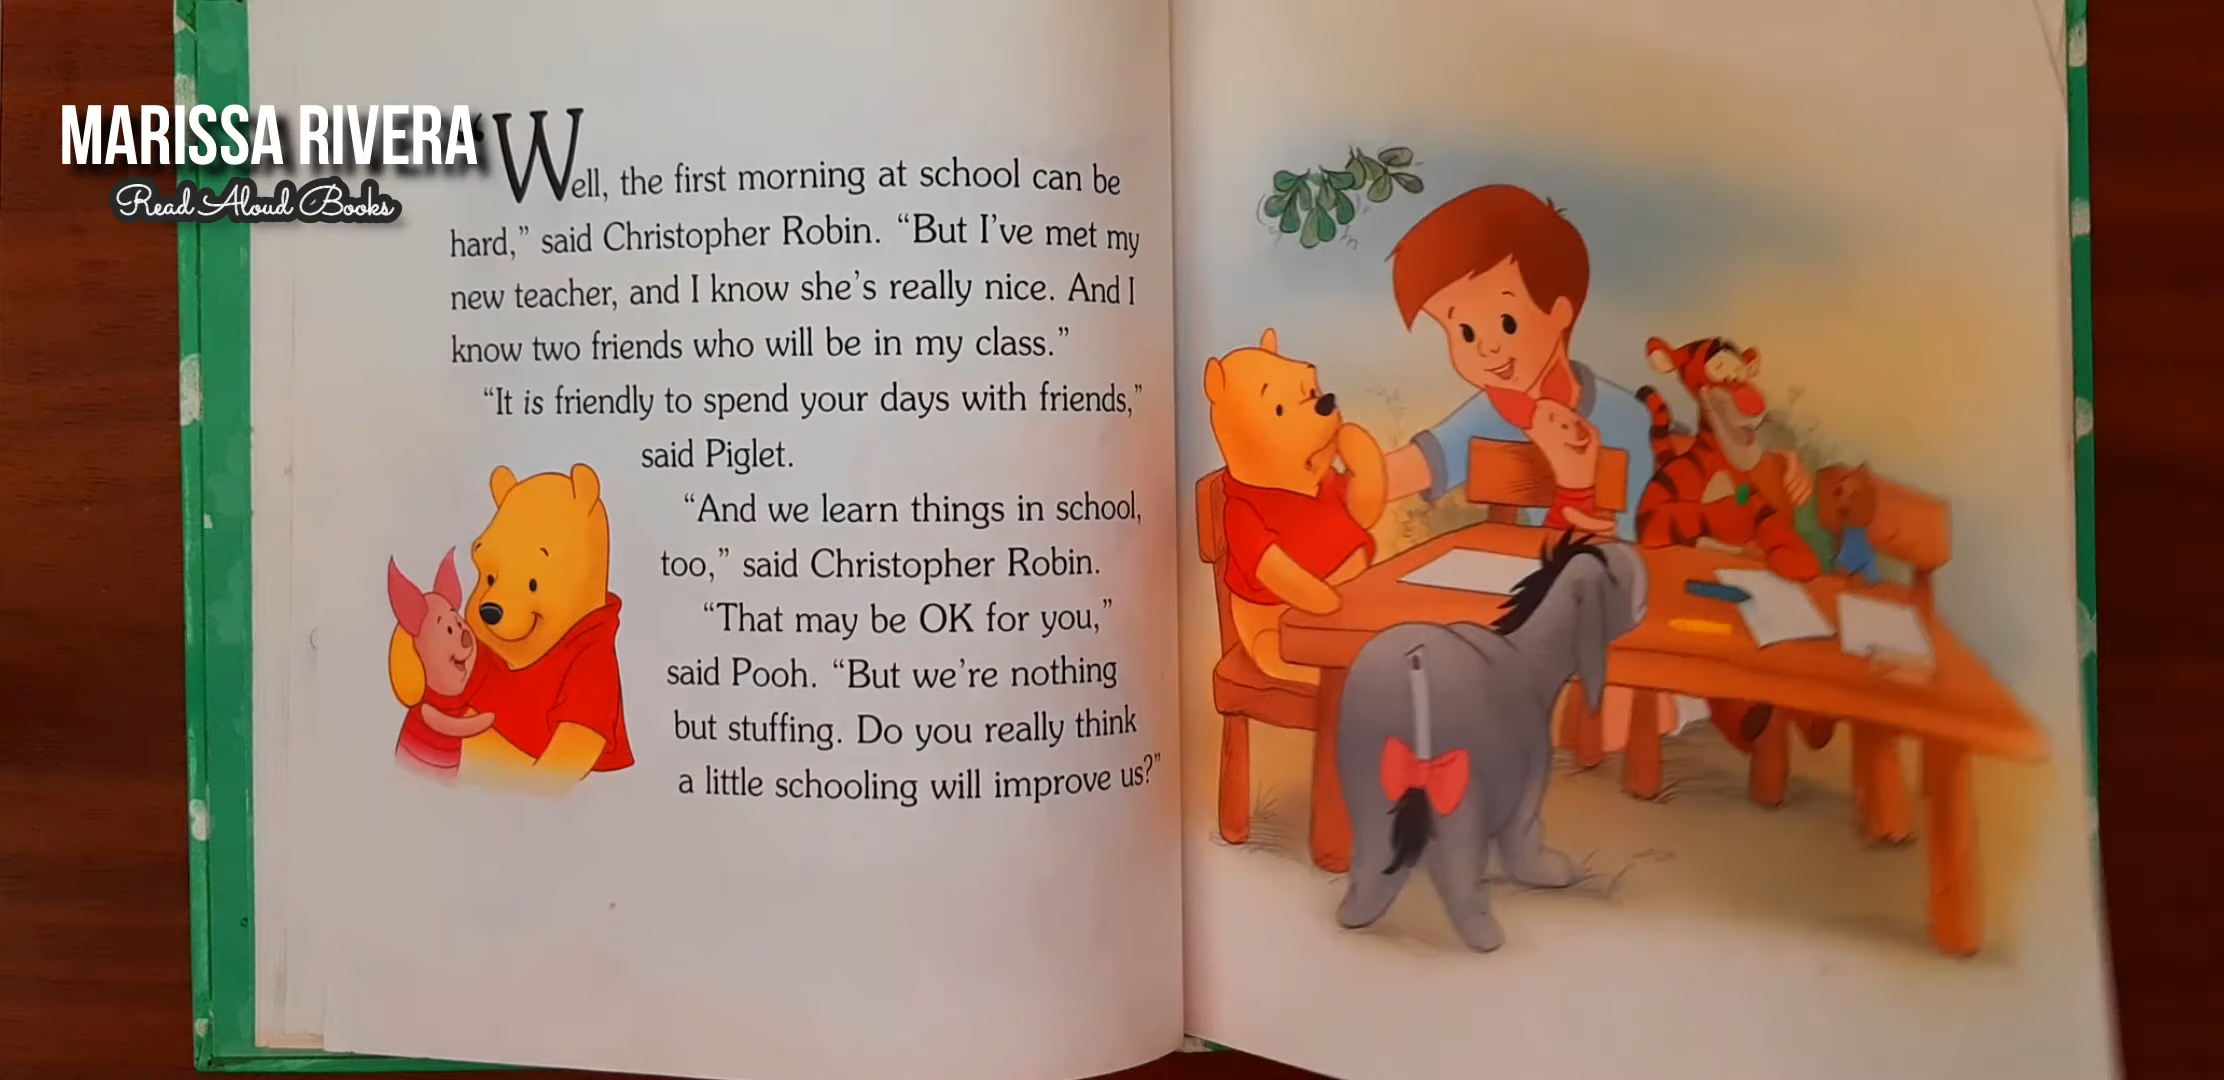 MARISSA RIVERA
Read Aloud Books
“Well, the first morning at school can be
hard,” said Christopher Robin. “But I’ve met my
new teacher, and I know she’s really nice. And I
know two friends who will be in my class.”
“It is friendly to spend your days with friends,”
said Piglet.
“And we learn things in school,
too,” said Christopher Robin.
“That may be OK for you,”
said Pooh. “But we’re nothing
but stuffing. Do you really think
a little schooling will improve us?”